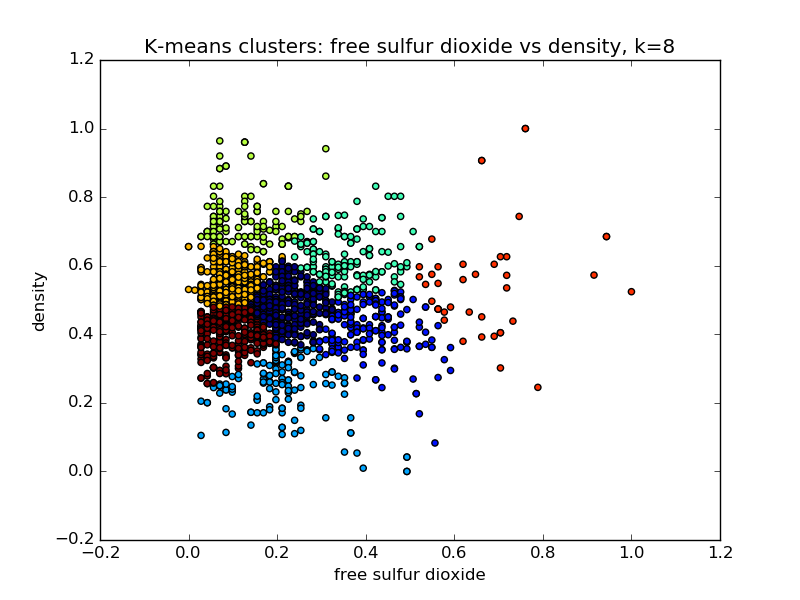 K-means clusters: free sulfur dioxide vs density, k=8
1.2
1.0
0.8
0.6
0.4
0.2
0.0
−0.2
density
−0.2 0.0 0.2 0.4 0.6 0.8 1.0 1.2
free sulfur dioxide